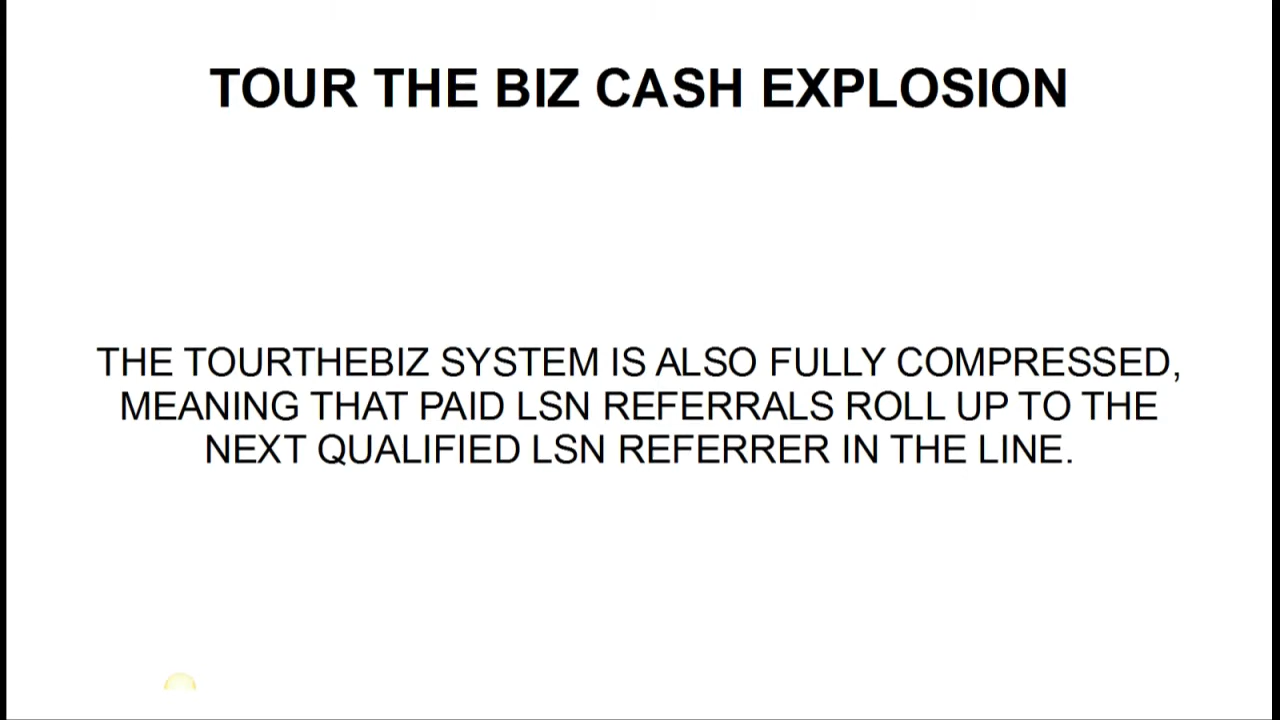 TOUR THE BIZ CASH EXPLOSION
THE TOURTHEBIZ SYSTEM IS ALSO FULLY COMPRESSED,
MEANING THAT PAID LSN REFERRALS ROLL UP TO THE
NEXT QUALIFIED LSN REFERRER IN THE LINE.